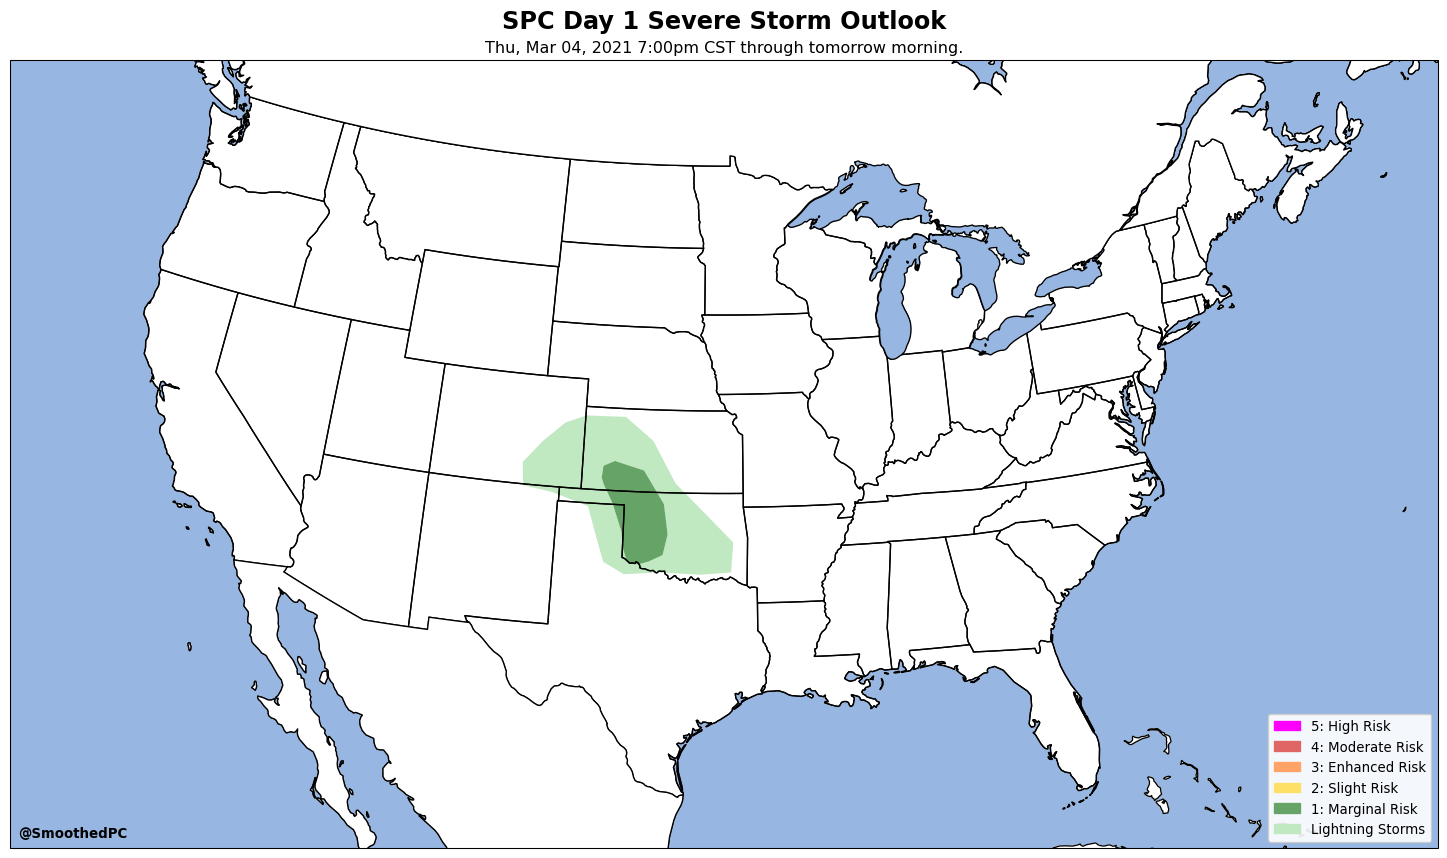 SPC Day 1 Severe Storm Outlook
Thu, Mar 04, 2021 7:00pm CST through tomorrow morning.
5: High Risk
4: Moderate Risk
3: Enhanced Risk
2: Slight Risk
1: Marginal Risk
Lightning Storms
@SmoothedPC